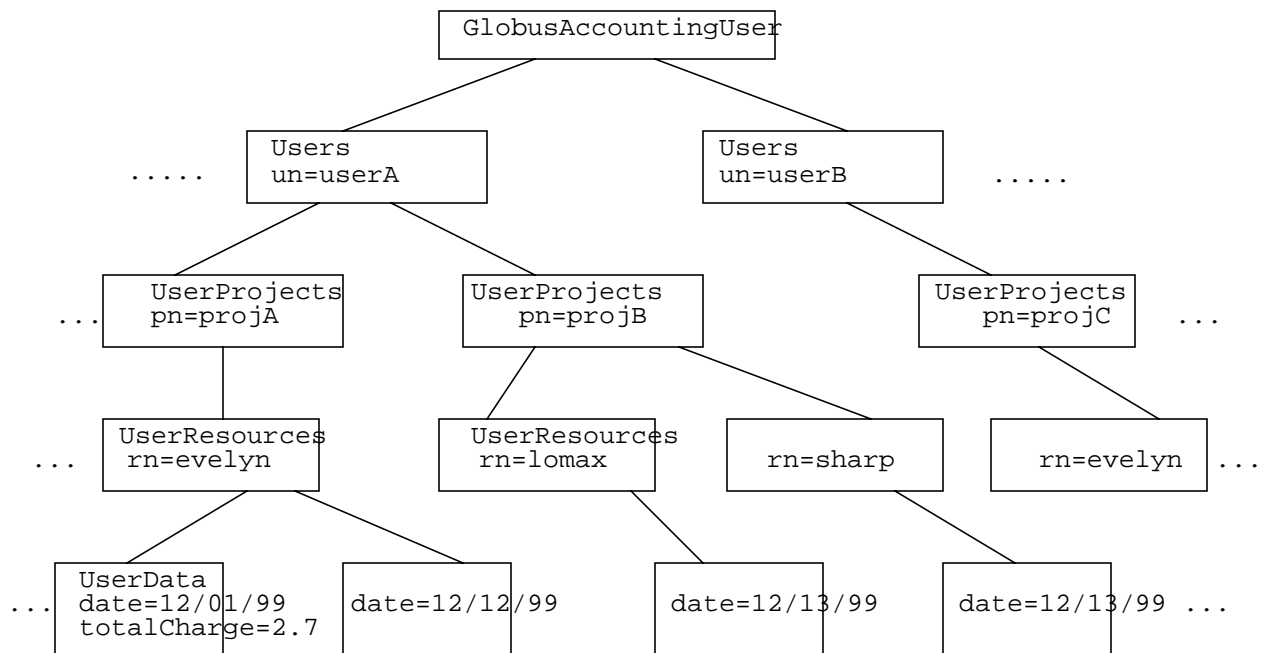 GlobusAccountingUser
Users
un=userA
Users
un=userB
.....
.....
UserProjects
pn=projA
UserProjects
pn=projB
UserProjects
pn=projC
...
...
UserResources
rn=evelyn
UserResources
rn=lomax
rn=sharp
rn=evelyn
...
...
UserData
date=12/01/99
totalCharge=2.7
date=12/12/99
date=12/13/99
date=12/13/99
...
...